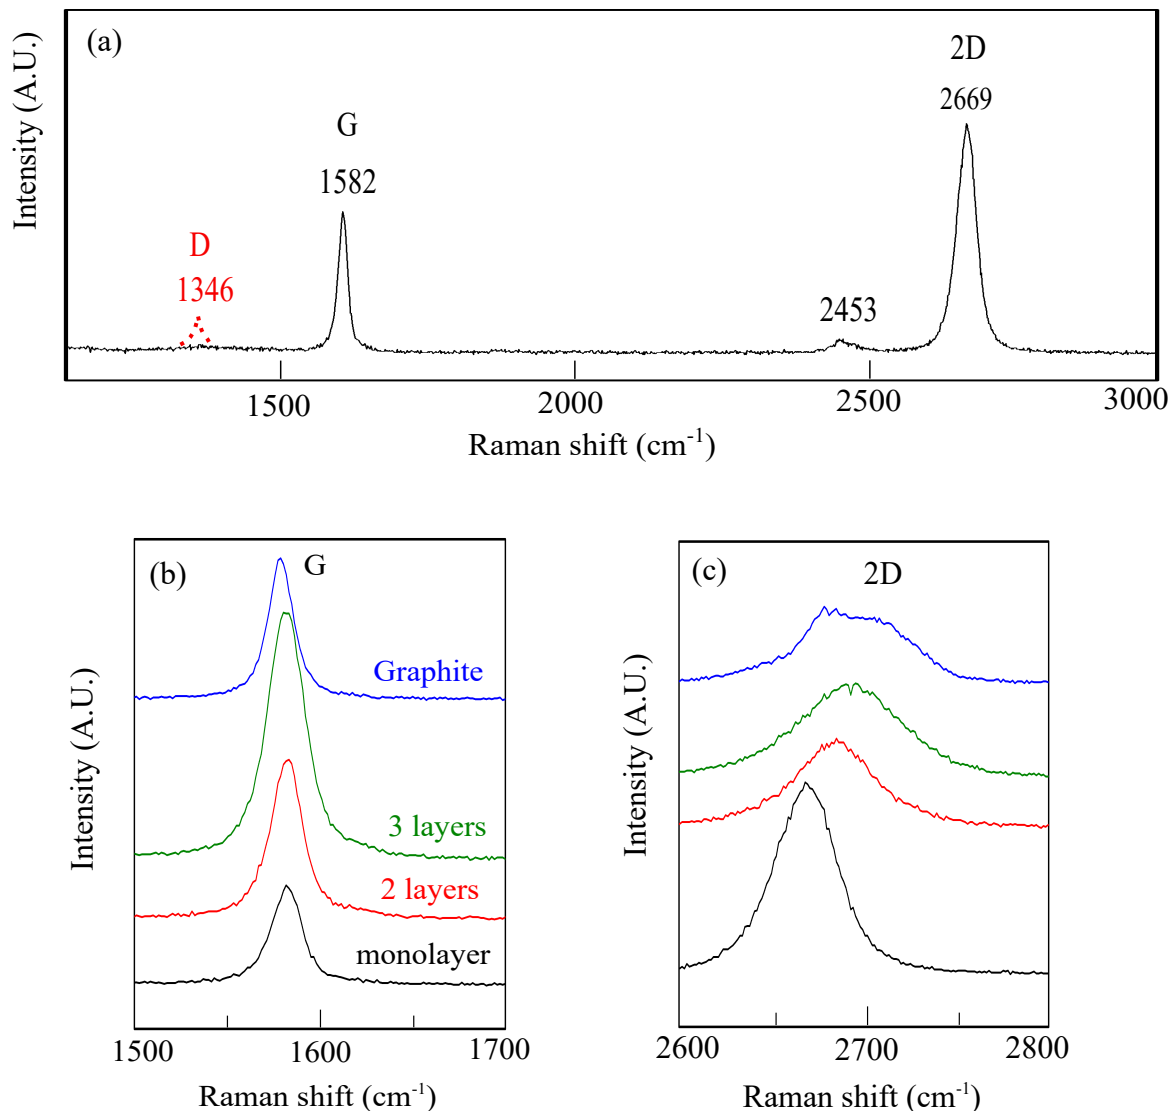 (a)
Intensity (A.U.)
2D
2669
G
1582
D
1346
2453
1500 2000 2500 3000
Raman shift (cm⁻¹)
(b)
G
Intensity (A.U.)
Graphite
3 layers
2 layers
monolayer
1500 1600 1700
Raman shift (cm⁻¹)
(c)
2D
Intensity (A.U.)
2600 2700 2800
Raman shift (cm⁻¹)